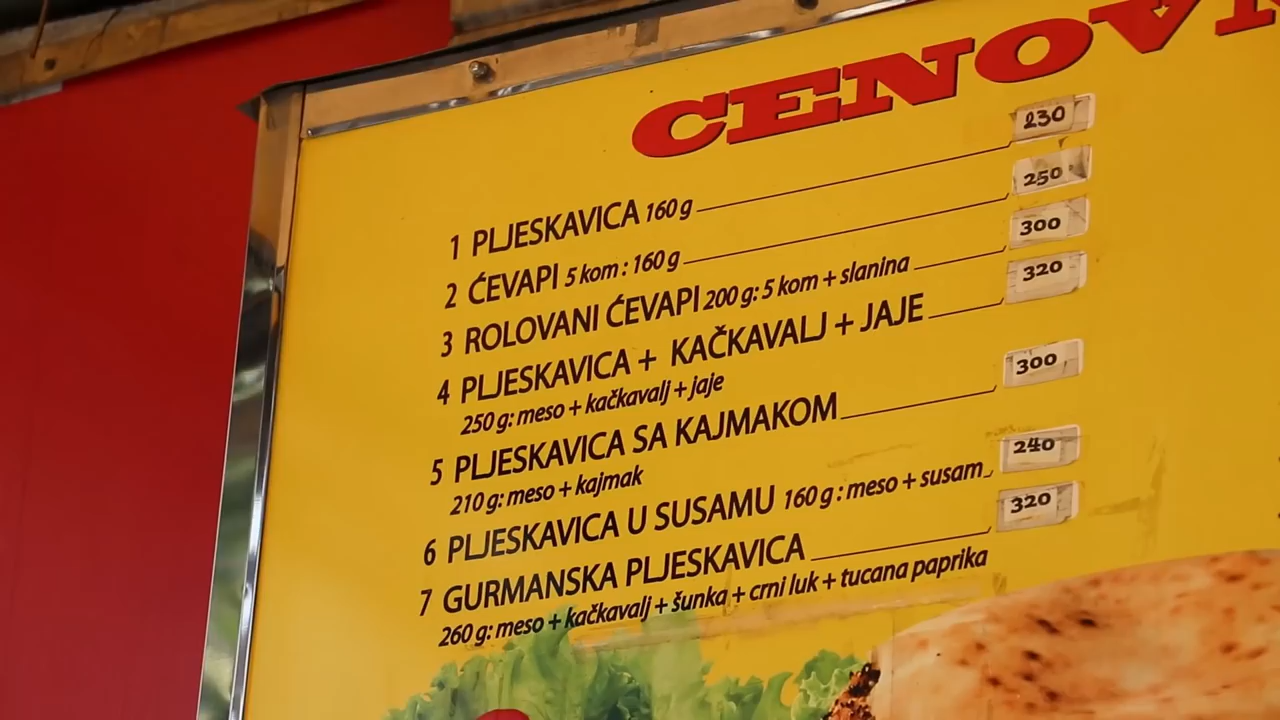 CENOV
1 PLJESKAVICA 160 g 230
2 ĆEVAPI 5 kom : 160 g 250
3 ROLOVANI ĆEVAPI 200 g: 5 kom + slanina 300
4 PLJESKAVICA + KAČKAVALJ + JAJE 320
250 g: meso + kačkavalj + jaje
5 PLJESKAVICA SA KAJMAKOM 300
210 g: meso + kajmak
6 PLJESKAVICA U SUSAMU 160 g : meso + susam 240
7 GURMANSKA PLJESKAVICA 320
260 g: meso + kačkavalj + šunka + crni luk + tucana paprika